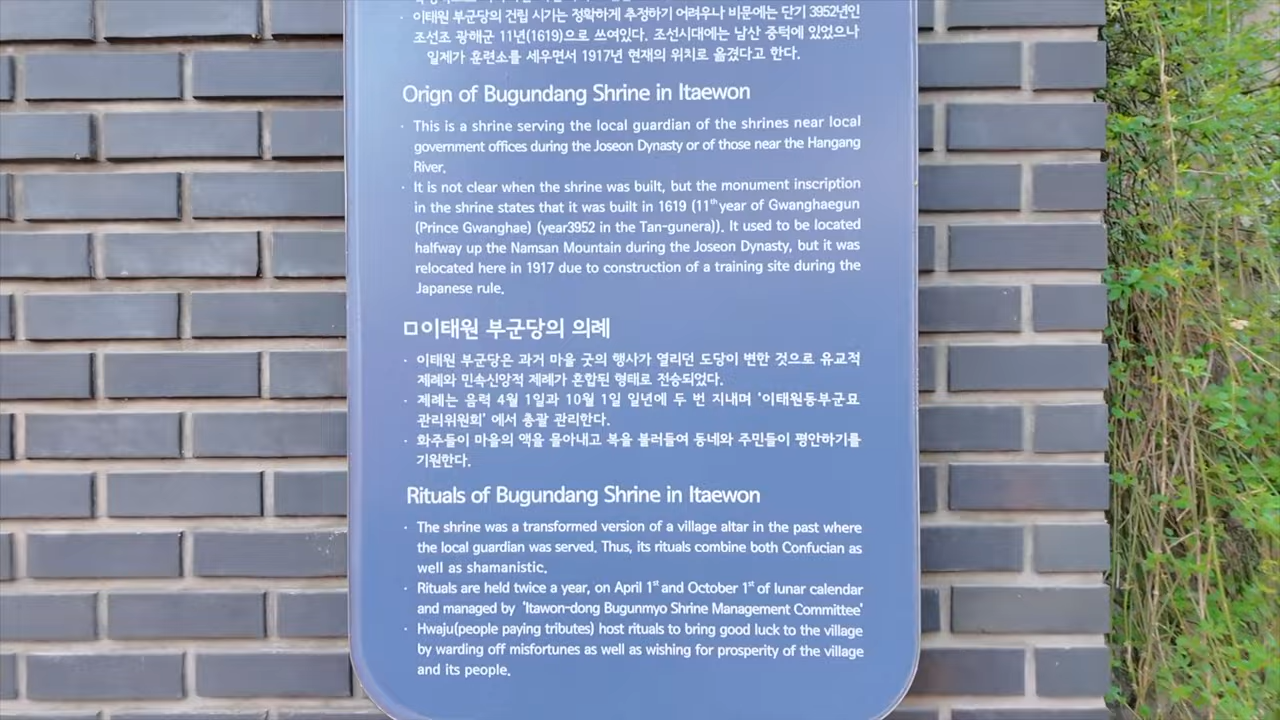 · 이태원 부군당의 건립 시기는 정확하게 추정하기 어려우나 비문에는 단기 3952년인
조선조 광해군 11년(1619)으로 쓰여있다. 조선시대에는 남산 중턱에 있었으나
일제가 훈련소를 세우면서 1917년 현재의 위치로 옮겼다고 한다.
Orign of Bugundang Shrine in Itaewon
· This is a shrine serving the local guardian of the shrines near local
government offices during the Joseon Dynasty or of those near the Hangang
River.
· It is not clear when the shrine was built, but the monument inscription
in the shrine states that it was built in 1619 (11th year of Gwanghaegun
(Prince Gwanghae) (year3952 in the Tan-gunera)). It used to be located
halfway up the Namsan Mountain during the Joseon Dynasty, but it was
relocated here in 1917 due to construction of a training site during the
Japanese rule.
□이태원 부군당의 의례
· 이태원 부군당은 과거 마을 굿의 행사가 열리던 도당이 변한 것으로 유교적
제례와 민속신앙적 제례가 혼합된 형태로 전승되었다.
· 제례는 음력 4월 1일과 10월 1일 일년에 두 번 지내며 '이태원동부군묘
관리위원회' 에서 총괄 관리한다.
· 화주들이 마을의 액을 몰아내고 복을 불러들여 동네와 주민들이 평안하기를
기원한다.
Rituals of Bugundang Shrine in Itaewon
· The shrine was a transformed version of a village altar in the past where
the local guardian was served. Thus, its rituals combine both Confucian as
well as shamanistic.
· Rituals are held twice a year, on April 1st and October 1st of lunar calendar
and managed by 'Itawon-dong Bugunmyo Shrine Management Committee'
· Hwaju(people paying tributes) host rituals to bring good luck to the village
by warding off misfortunes as well as wishing for prosperity of the village
and its people.